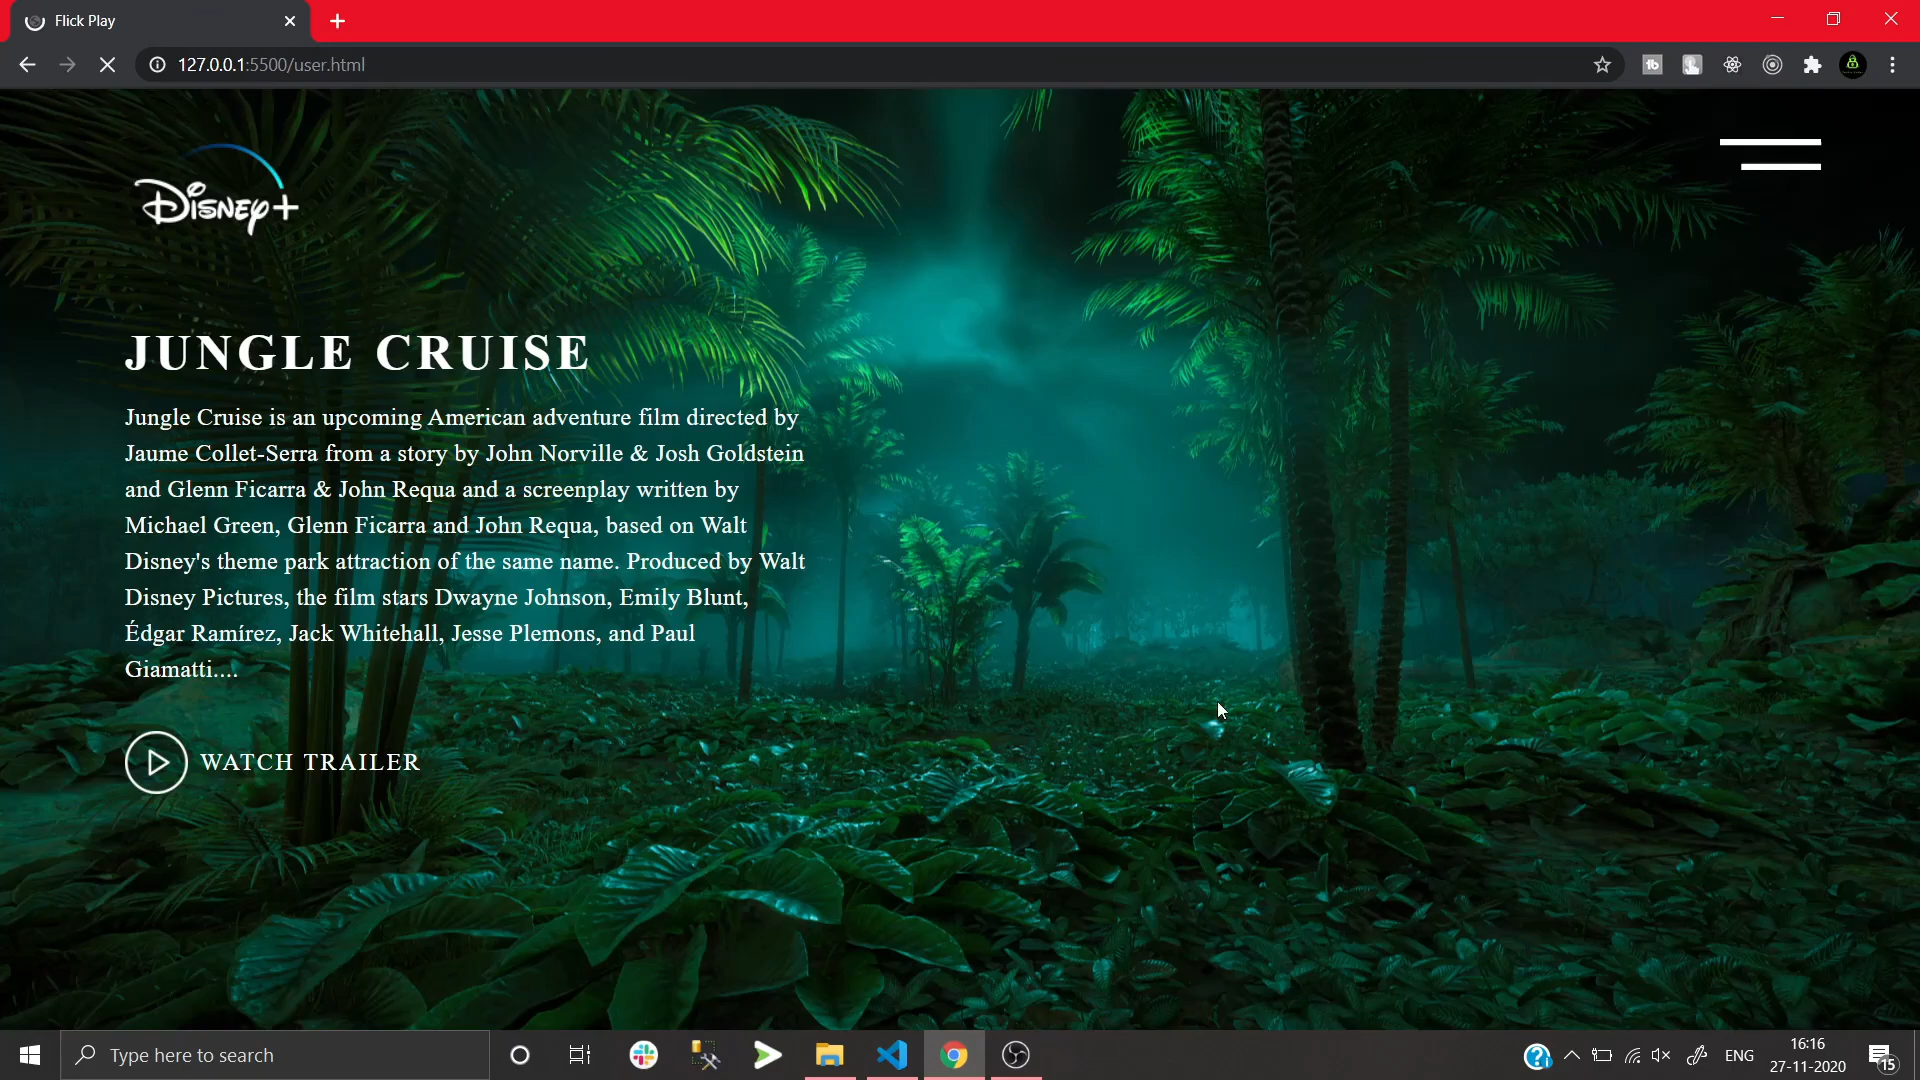 Flick Play
127.0.0.1:5500/user.html
Disney+
JUNGLE CRUISE
Jungle Cruise is an upcoming American adventure film directed by
Jaume Collet-Serra from a story by John Norville & Josh Goldstein
and Glenn Ficarra & John Requa and a screenplay written by
Michael Green, Glenn Ficarra and John Requa, based on Walt
Disney's theme park attraction of the same name. Produced by Walt
Disney Pictures, the film stars Dwayne Johnson, Emily Blunt,
Édgar Ramírez, Jack Whitehall, Jesse Plemons, and Paul
Giamatti....
WATCH TRAILER
Type here to search
ENG
16:16
27-11-2020
15